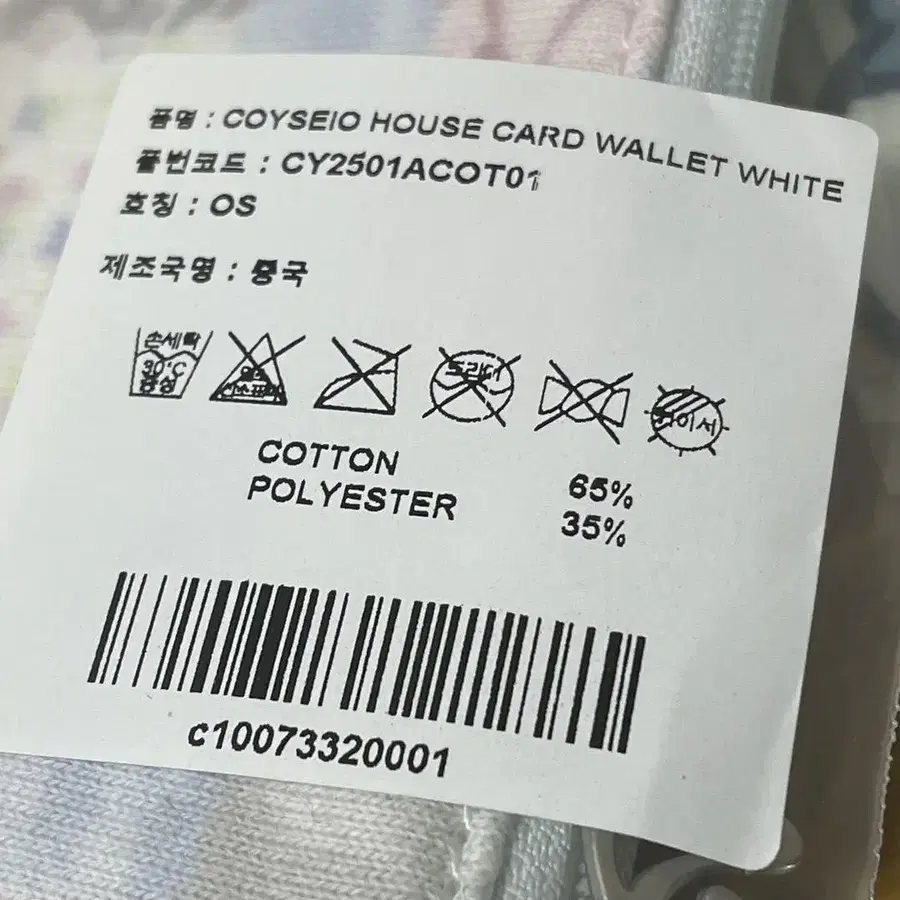 품명 : COYSEIO HOUSE CARD WALLET WHITE
품번코드 : CY2501ACOT01
호칭 : OS
제조국명 : 중국
손세탁
30°C
중성
드라이
COTTON 65%
POLYESTER 35%
c10073320001